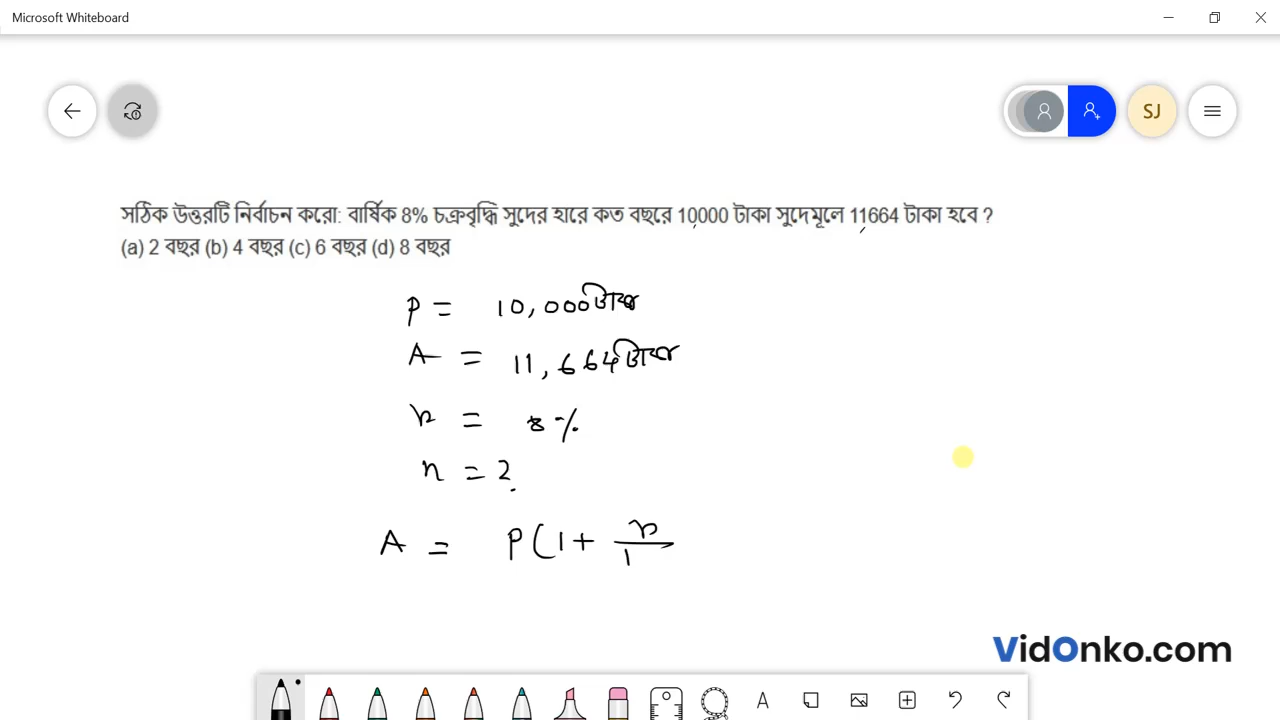 Microsoft Whiteboard
SJ
সঠিক উত্তরটি নির্বাচন করো: বার্ষিক 8% চক্রবৃদ্ধি সুদের হারে কত বছরে 10000 টাকা সুদেমূলে 11664 টাকা হবে ?
(a) 2 বছর (b) 4 বছর (c) 6 বছর (d) 8 বছর
P = 10,000 টাকা
A = 11,664 টাকা
r = 8%
n = ?
A = P(1 + r/1
VidOnko.com
A